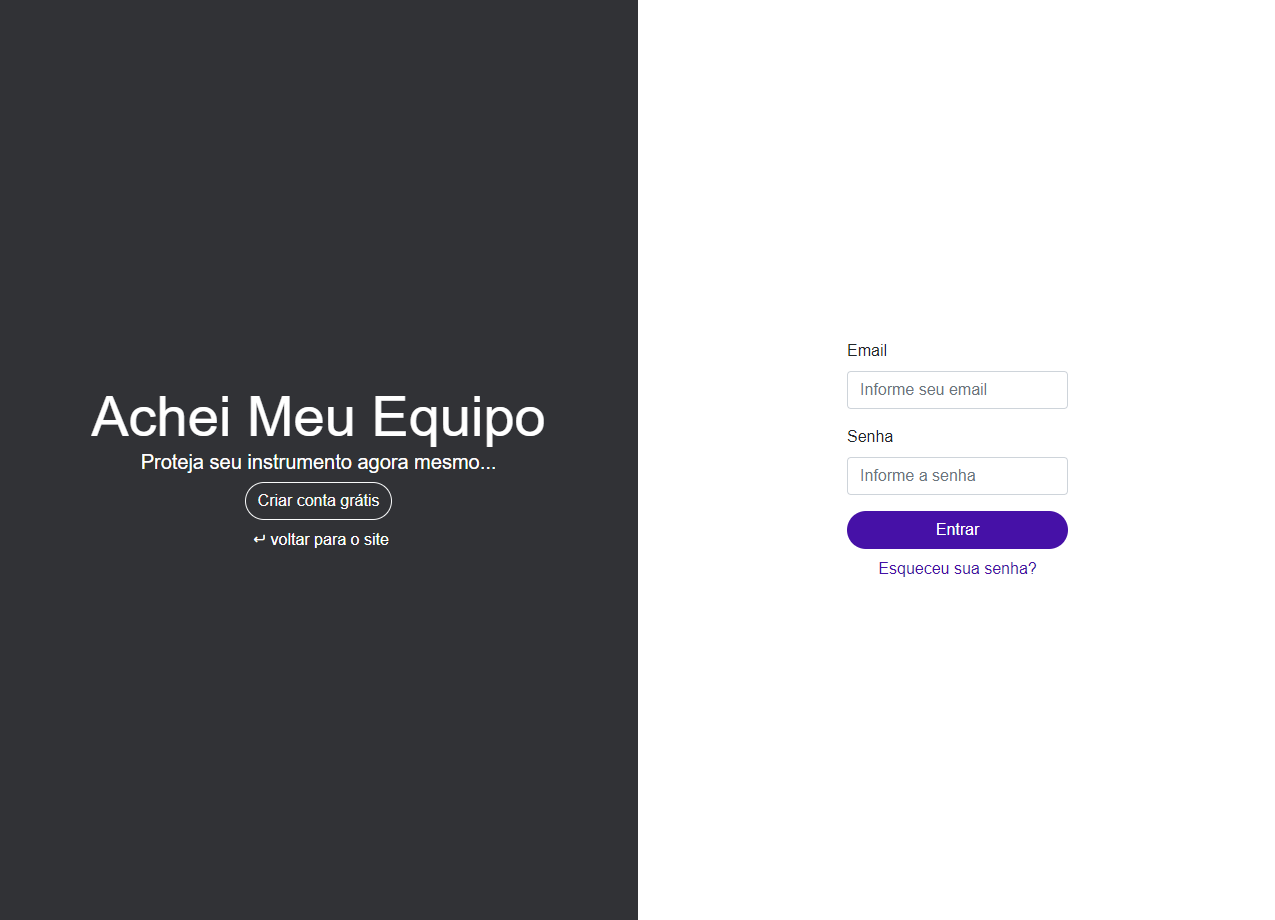 Achei Meu Equipo
Proteja seu instrumento agora mesmo...
Criar conta grátis
↵ voltar para o site
Email
Informe seu email
Senha
Informe a senha
Entrar
Esqueceu sua senha?